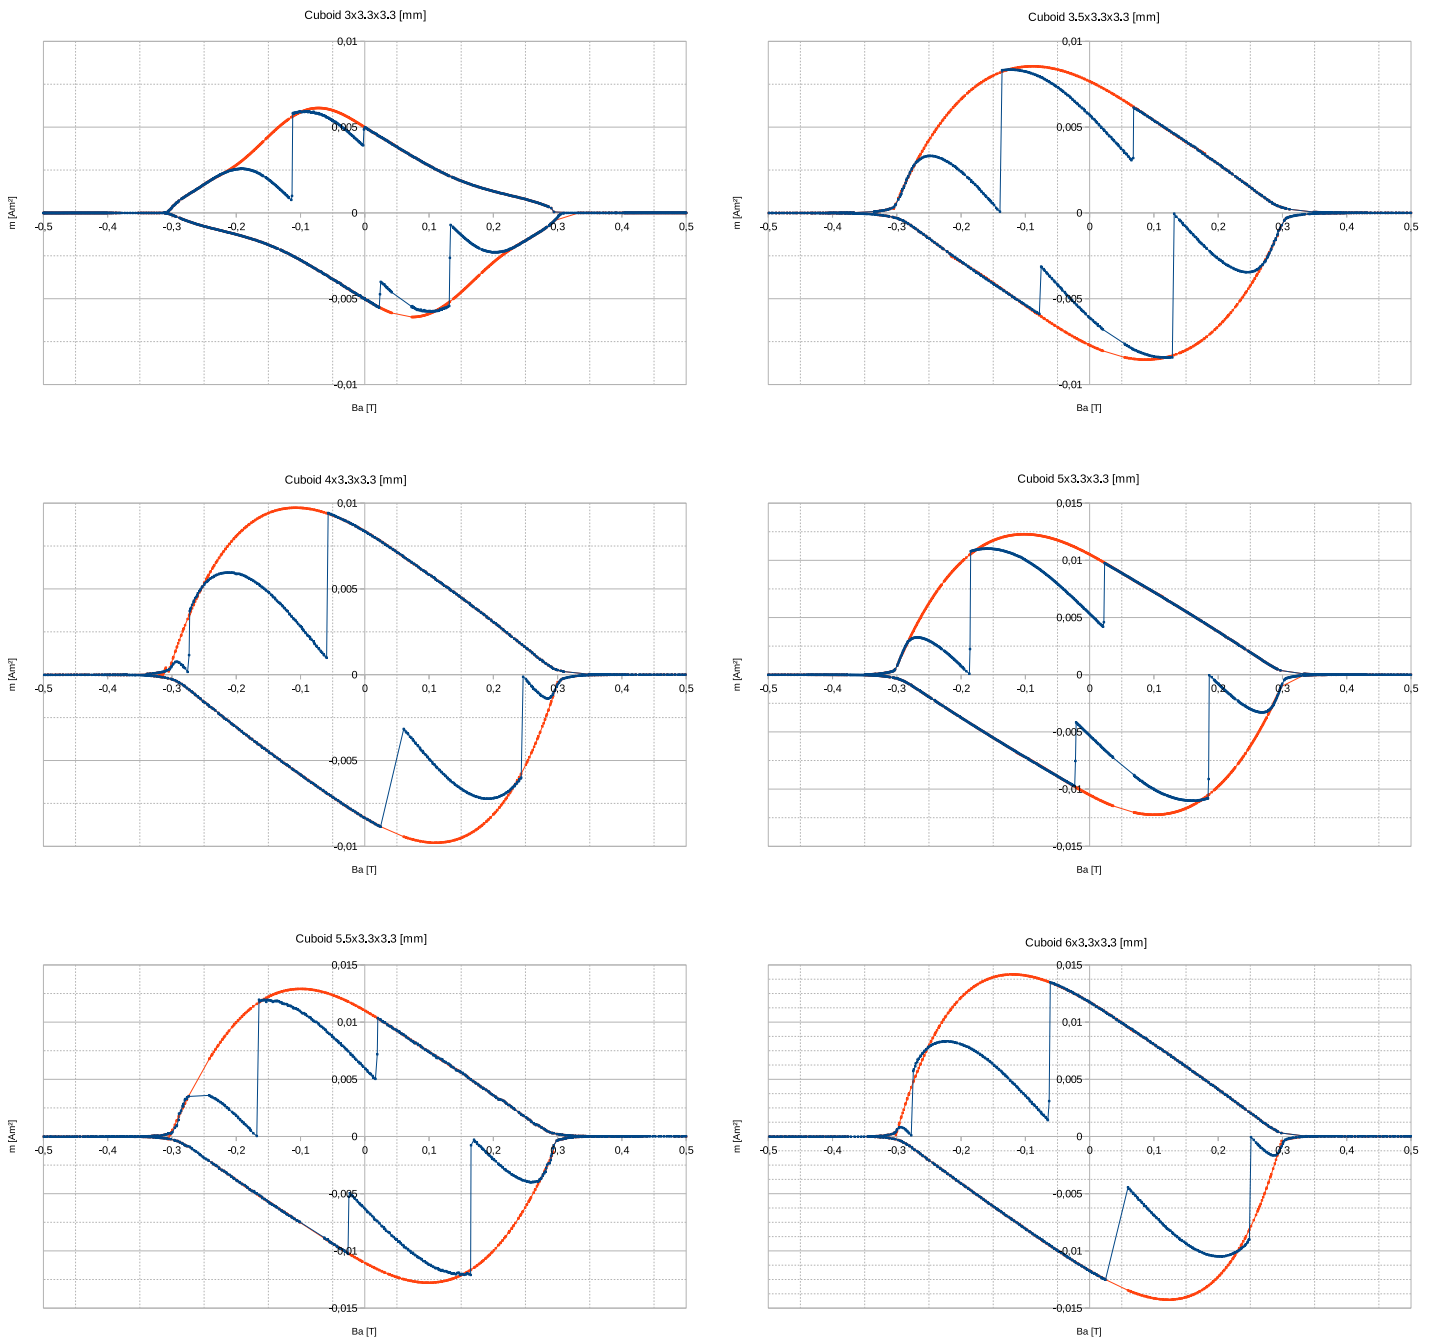 Cuboid 3x3.3x3.3 [mm]
0,01
0,005
0
-0,005
-0,01
-0,5 -0,4 -0,3 -0,2 -0,1 0 0,1 0,2 0,3 0,4 0,5
m [Am²]
Ba [T]
Cuboid 3.5x3.3x3.3 [mm]
0,01
0,005
0
-0,005
-0,01
-0,5 -0,4 -0,3 -0,2 -0,1 0 0,1 0,2 0,3 0,4 0,5
m [Am²]
Ba [T]
Cuboid 4x3.3x3.3 [mm]
0,01
0,005
0
-0,005
-0,01
-0,5 -0,4 -0,3 -0,2 -0,1 0 0,1 0,2 0,3 0,4 0,5
m [Am²]
Ba [T]
Cuboid 5x3.3x3.3 [mm]
0,015
0,01
0,005
0
-0,005
-0,01
-0,015
-0,5 -0,4 -0,3 -0,2 -0,1 0 0,1 0,2 0,3 0,4 0,5
m [Am²]
Ba [T]
Cuboid 5.5x3.3x3.3 [mm]
0,015
0,01
0,005
0
-0,005
-0,01
-0,015
-0,5 -0,4 -0,3 -0,2 -0,1 0 0,1 0,2 0,3 0,4 0,5
m [Am²]
Ba [T]
Cuboid 6x3.3x3.3 [mm]
0,015
0,01
0,005
0
-0,005
-0,01
-0,015
-0,5 -0,4 -0,3 -0,2 -0,1 0 0,1 0,2 0,3 0,4 0,5
m [Am²]
Ba [T]